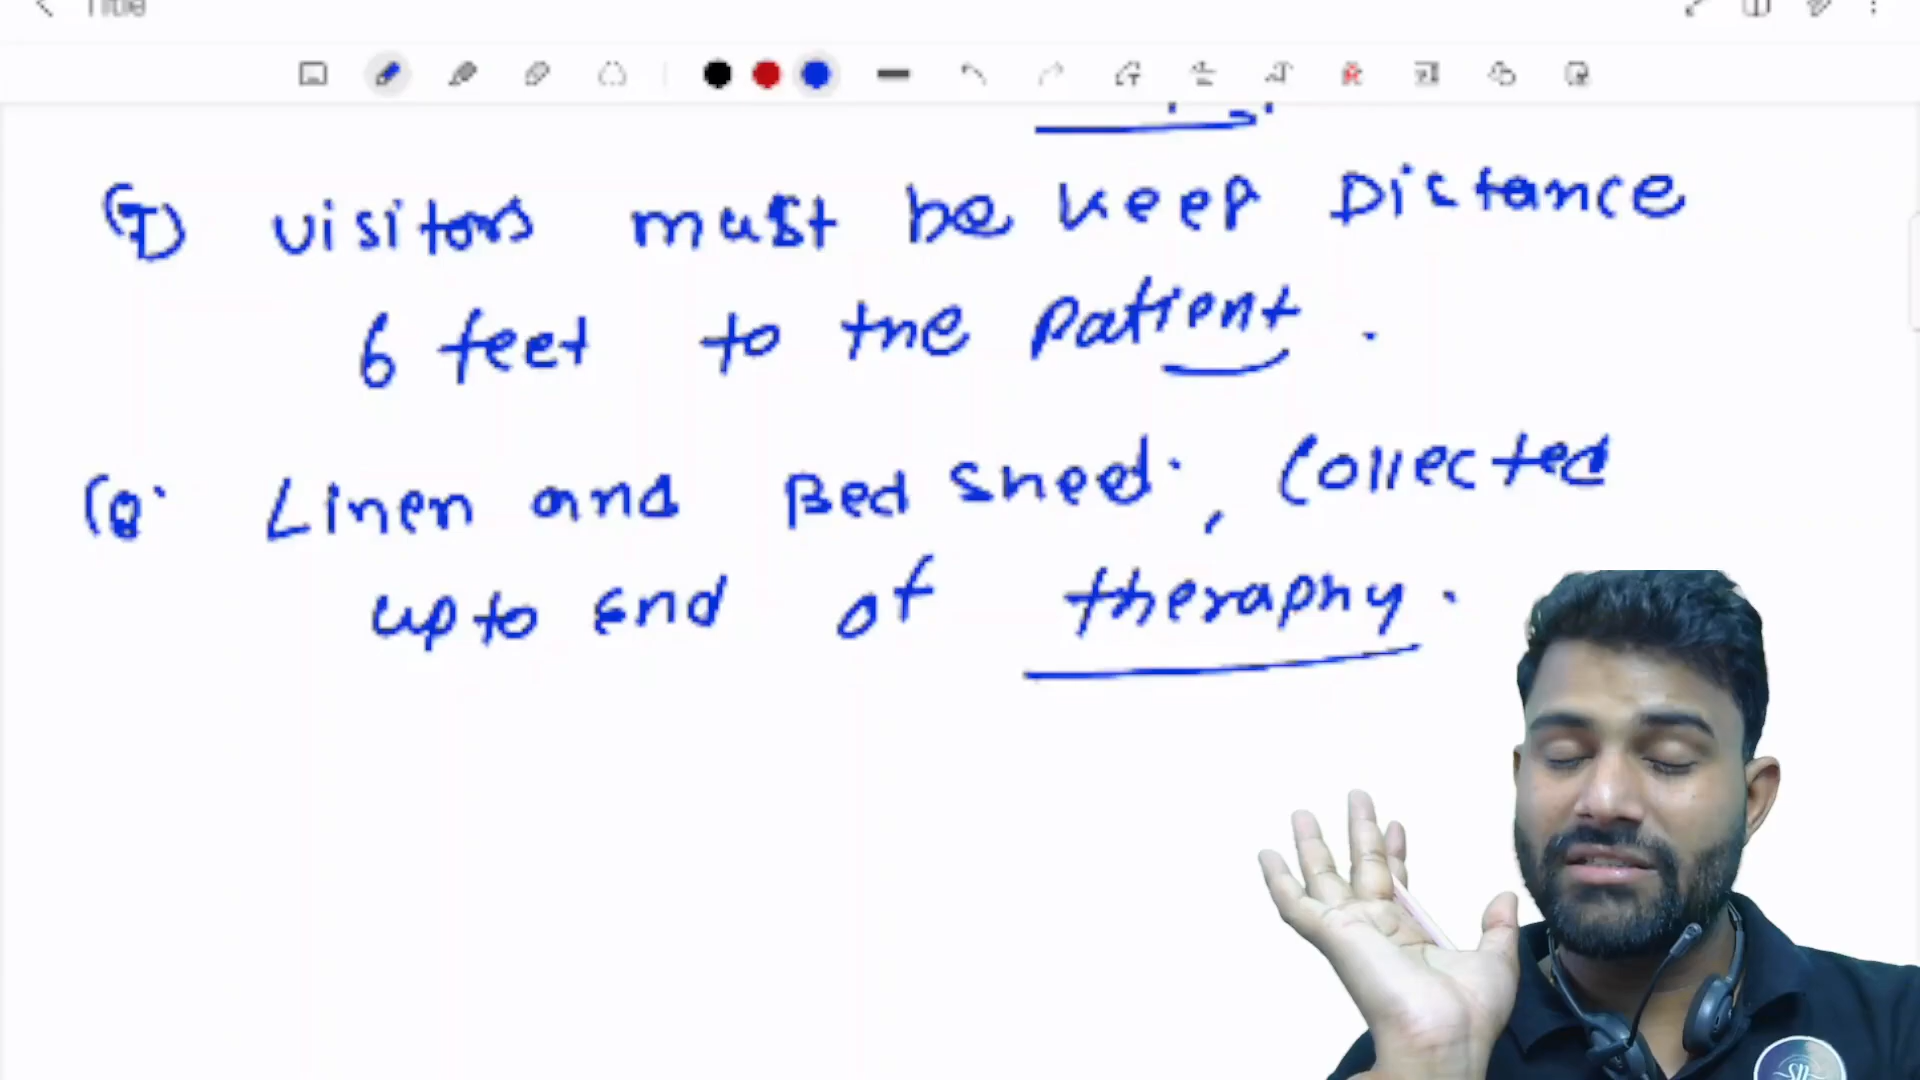 Title
(7) visitors must be keep Distance
6 feet to the patient .
(8) Linen and Bed sheet , Collected
upto end of theraphy .